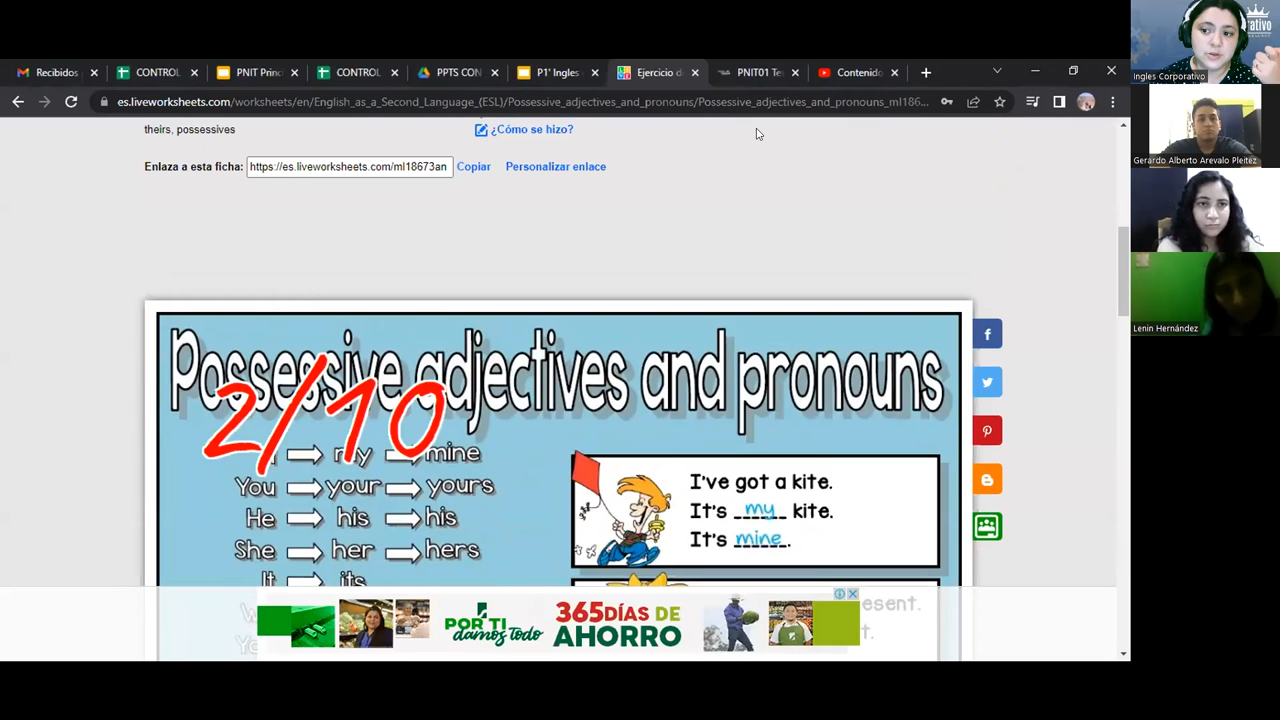 Recibidos
CONTROL
PNIT Princ
CONTROL
PPTS CON
P1' Ingles
Ejercicio d
PNIT01 Te
Contenido
es.liveworksheets.com/worksheets/en/English_as_a_Second_Language_(ESL)/Possessive_adjectives_and_pronouns/Possessive_adjectives_and_pronouns_ml186...
theirs, possessives
¿Cómo se hizo?
Enlaza a esta ficha: https://es.liveworksheets.com/ml18673an Copiar Personalizar enlace
Possessive adjectives and pronouns
2/10
my mine
You your yours
He his his
She her hers
It its
I've got a kite.
It's my kite.
It's mine.
esent.
t.
POR TI
damos todo
365 DÍAS DE
AHORRO
rativo
Ingles Corporativo
Gerardo Alberto Arevalo Pleitez
Lenin Hernández